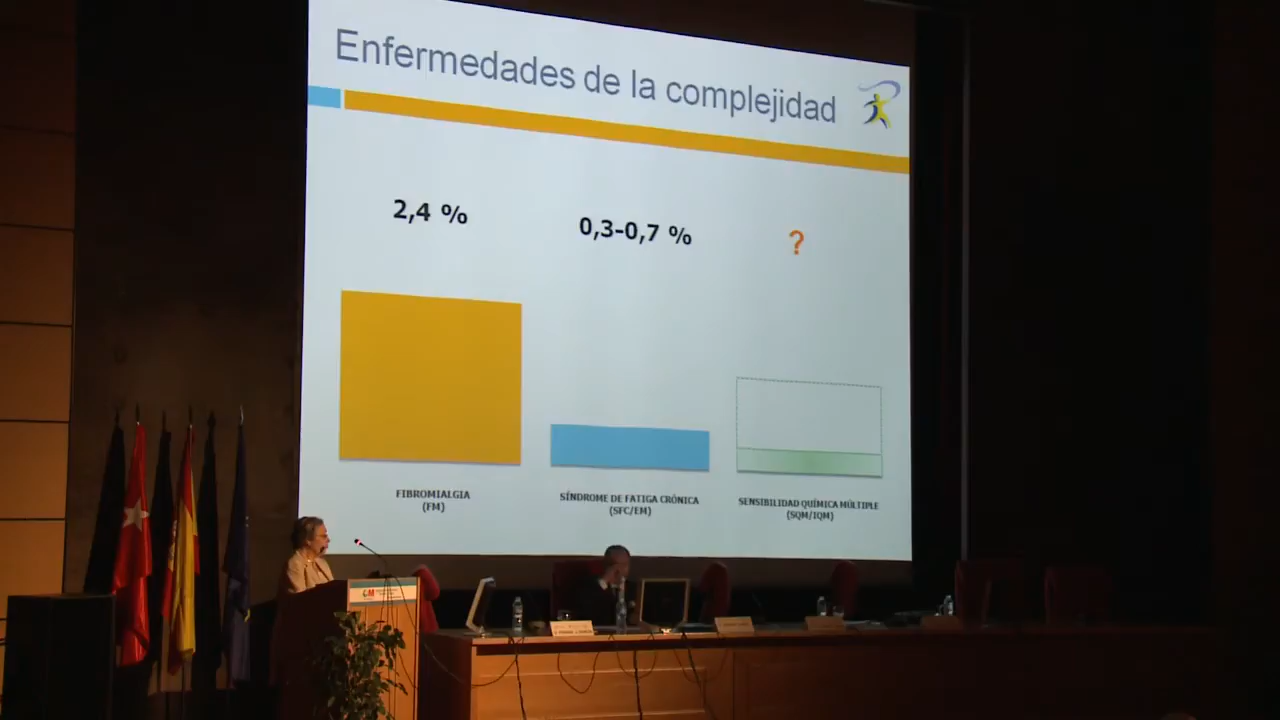 Enfermedades de la complejidad
2,4 %
0,3-0,7 %
?
FIBROMIALGIA
(FM)
SÍNDROME DE FATIGA CRÓNICA
(SFC/EM)
SENSIBILIDAD QUÍMICA MÚLTIPLE
(SQM/IQM)